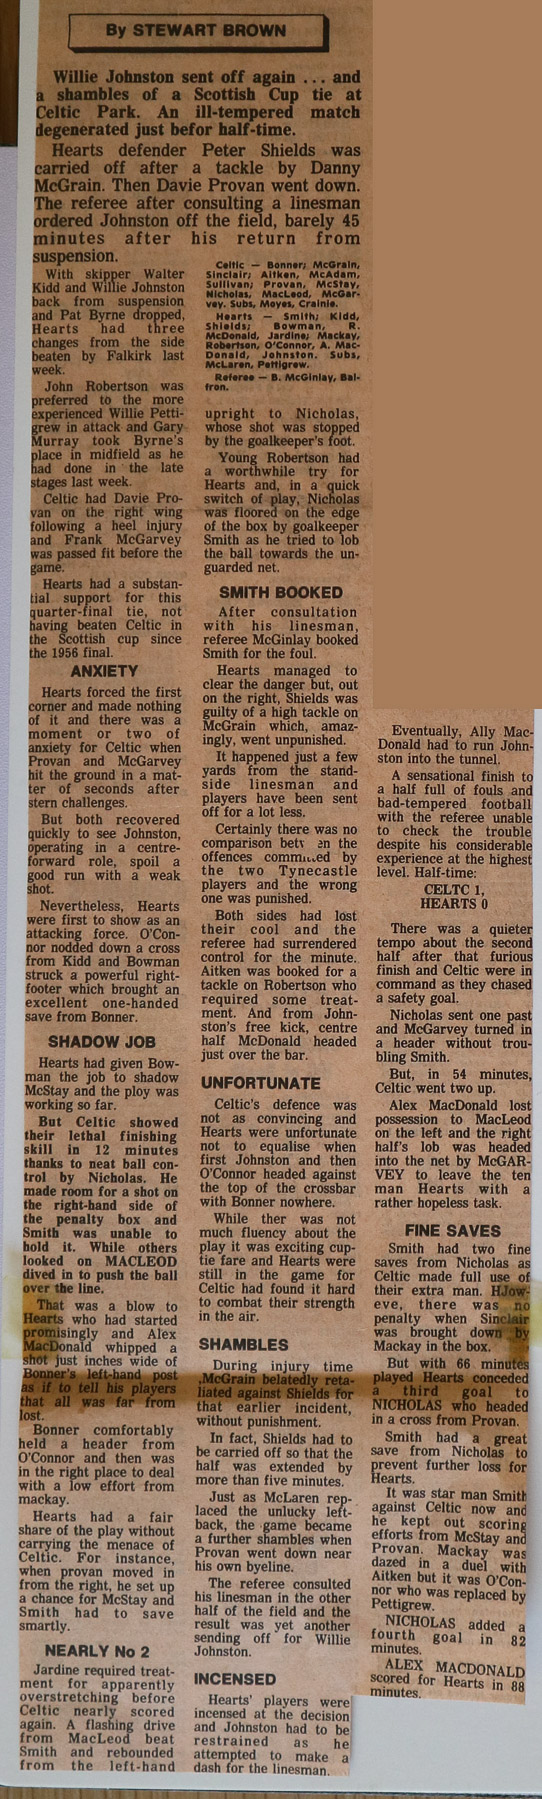 By STEWART BROWN
Willie Johnston sent off again ... and
a shambles of a Scottish Cup tie at
Celtic Park. An ill-tempered match
degenerated just befor half-time.
Hearts defender Peter Shields was
carried off after a tackle by Danny
McGrain. Then Davie Provan went down.
The referee after consulting a linesman
ordered Johnston off the field, barely 45
minutes after his return from
suspension.
With skipper Walter
Kidd and Willie Johnston
back from suspension
and Pat Byrne dropped,
Hearts had three
changes from the side
beaten by Falkirk last
week.
John Robertson was
preferred to the more
experienced Willie Petti-
grew in attack and Gary
Murray took Byrne's
place in midfield as he
had done in the late
stages last week.
Celtic had Davie Pro-
van on the right wing
following a heel injury
and Frank McGarvey
was passed fit before the
game.
Hearts had a substan-
tial support for this
quarter-final tie, not
having beaten Celtic in
the Scottish cup since
the 1956 final.
ANXIETY
Hearts forced the first
corner and made nothing
of it and there was a
moment or two of
anxiety for Celtic when
Provan and McGarvey
hit the ground in a mat-
ter of seconds after
stern challenges.
But both recovered
quickly to see Johnston,
operating in a centre-
forward role, spoil a
good run with a weak
shot.
Nevertheless, Hearts
were first to show as an
attacking force. O'Con-
nor nodded down a cross
from Kidd and Bowman
struck a powerful right-
footer which brought an
excellent one-handed
save from Bonner.
SHADOW JOB
Hearts had given Bow-
man the job to shadow
McStay and the ploy was
working so far.
But Celtic showed
their lethal finishing
skill in 12 minutes
thanks to neat ball con-
trol by Nicholas. He
made room for a shot on
the right-hand side of
the penalty box and
Smith was unable to
hold it. While others
looked on MACLEOD
dived in to push the ball
over the line.
That was a blow to
Hearts who had started
promisingly and Alex
MacDonald whipped a
shot just inches wide of
Bonner's left-hand post
as if to tell his players
that all was far from
lost.
Bonner comfortably
held a header from
O'Connor and then was
in the right place to deal
with a low effort from
mackay.
Hearts had a fair
share of the play without
carrying the menace of
Celtic. For instance,
when provan moved in
from the right, he set up
a chance for McStay and
Smith had to save
smartly.
NEARLY No 2
Jardine required treat-
ment for apparently
overstretching before
Celtic nearly scored
again. A flashing drive
from MacLeod beat
Smith and rebounded
from the left-hand
Celtic — Bonner; McGrain,
Sinclair; Aitken, McAdam,
Sullivan; Provan, McStay,
Nicholas, MacLeod, McGar-
vey. Subs, Moyes, Crainie.
Hearts — Smith; Kidd,
Shields; Bowman, R.
McDonald, Jardine; Mackay,
Robertson, O'Connor, A. Mac-
Donald, Johnston. Subs,
McLaren, Pettigrew.
Referee — B. McGinlay, Bal-
fron.
upright to Nicholas,
whose shot was stopped
by the goalkeeper's foot.
Young Robertson had
a worthwhile try for
Hearts and, in a quick
switch of play, Nicholas
was floored on the edge
of the box by goalkeeper
Smith as he tried to lob
the ball towards the un-
guarded net.
SMITH BOOKED
After consultation
with his linesman,
referee McGinlay booked
Smith for the foul.
Hearts managed to
clear the danger but, out
on the right, Shields was
guilty of a high tackle on
McGrain which, amaz-
ingly, went unpunished.
It happened just a few
yards from the stand-
side linesman and
players have been sent
off for a lot less.
Certainly there was no
comparison between the
offences committed by
the two Tynecastle
players and the wrong
one was punished.
Both sides had lost
their cool and the
referee had surrendered
control for the minute.
Aitken was booked for a
tackle on Robertson who
required some treat-
ment. And from John-
ston's free kick, centre
half McDonald headed
just over the bar.
UNFORTUNATE
Celtic's defence was
not as convincing and
Hearts were unfortunate
not to equalise when
first Johnston and then
O'Connor headed against
the top of the crossbar
with Bonner nowhere.
While ther was not
much fluency about the
play it was exciting cup-
tie fare and Hearts were
still in the game for
Celtic had found it hard
to combat their strength
in the air.
SHAMBLES
During injury time
,McGrain belatedly reta-
liated against Shields for
that earlier incident,
without punishment.
In fact, Shields had to
be carried off so that the
half was extended by
more than five minutes.
Just as McLaren rep-
laced the unlucky left-
back, the game became
a further shambles when
Provan went down near
his own byeline.
The referee consulted
his linesman in the other
half of the field and the
result was yet another
sending off for Willie
Johnston.
INCENSED
Hearts' players were
incensed at the decision
and Johnston had to be
restrained as he
attempted to make a
dash for the linesman.
Eventually, Ally Mac-
Donald had to run John-
ston into the tunnel.
A sensational finish to
a half full of fouls and
bad-tempered football
with the referee unable
to check the trouble
despite his considerable
experience at the highest
level. Half-time:
CELTC 1,
HEARTS 0
There was a quieter
tempo about the second
half after that furious
finish and Celtic were in
command as they chased
a safety goal.
Nicholas sent one past
and McGarvey turned in
a header without trou-
bling Smith.
But, in 54 minutes,
Celtic went two up.
Alex MacDonald lost
possession to MacLeod
on the left and the right
half's lob was headed
into the net by McGAR-
VEY to leave the ten
man Hearts with a
rather hopeless task.
FINE SAVES
Smith had two fine
saves from Nicholas as
Celtic made full use of
their extra man. HJow-
eve, there was no
penalty when Sinclair
was brought down by
Mackay in the box.
But with 66 minutes
played Hearts conceded
a third goal to
NICHOLAS who headed
in a cross from Provan.
Smith had a great
save from Nicholas to
prevent further loss for
Hearts.
It was star man Smith
against Celtic now and
he kept out scoring
efforts from McStay and
Provan. Mackay was
dazed in a duel with
Aitken but it was O'Con-
nor who was replaced by
Pettigrew.
NICHOLAS added a
fourth goal in 82
minutes.
ALEX MACDONALD
scored for Hearts in 88
minutes.